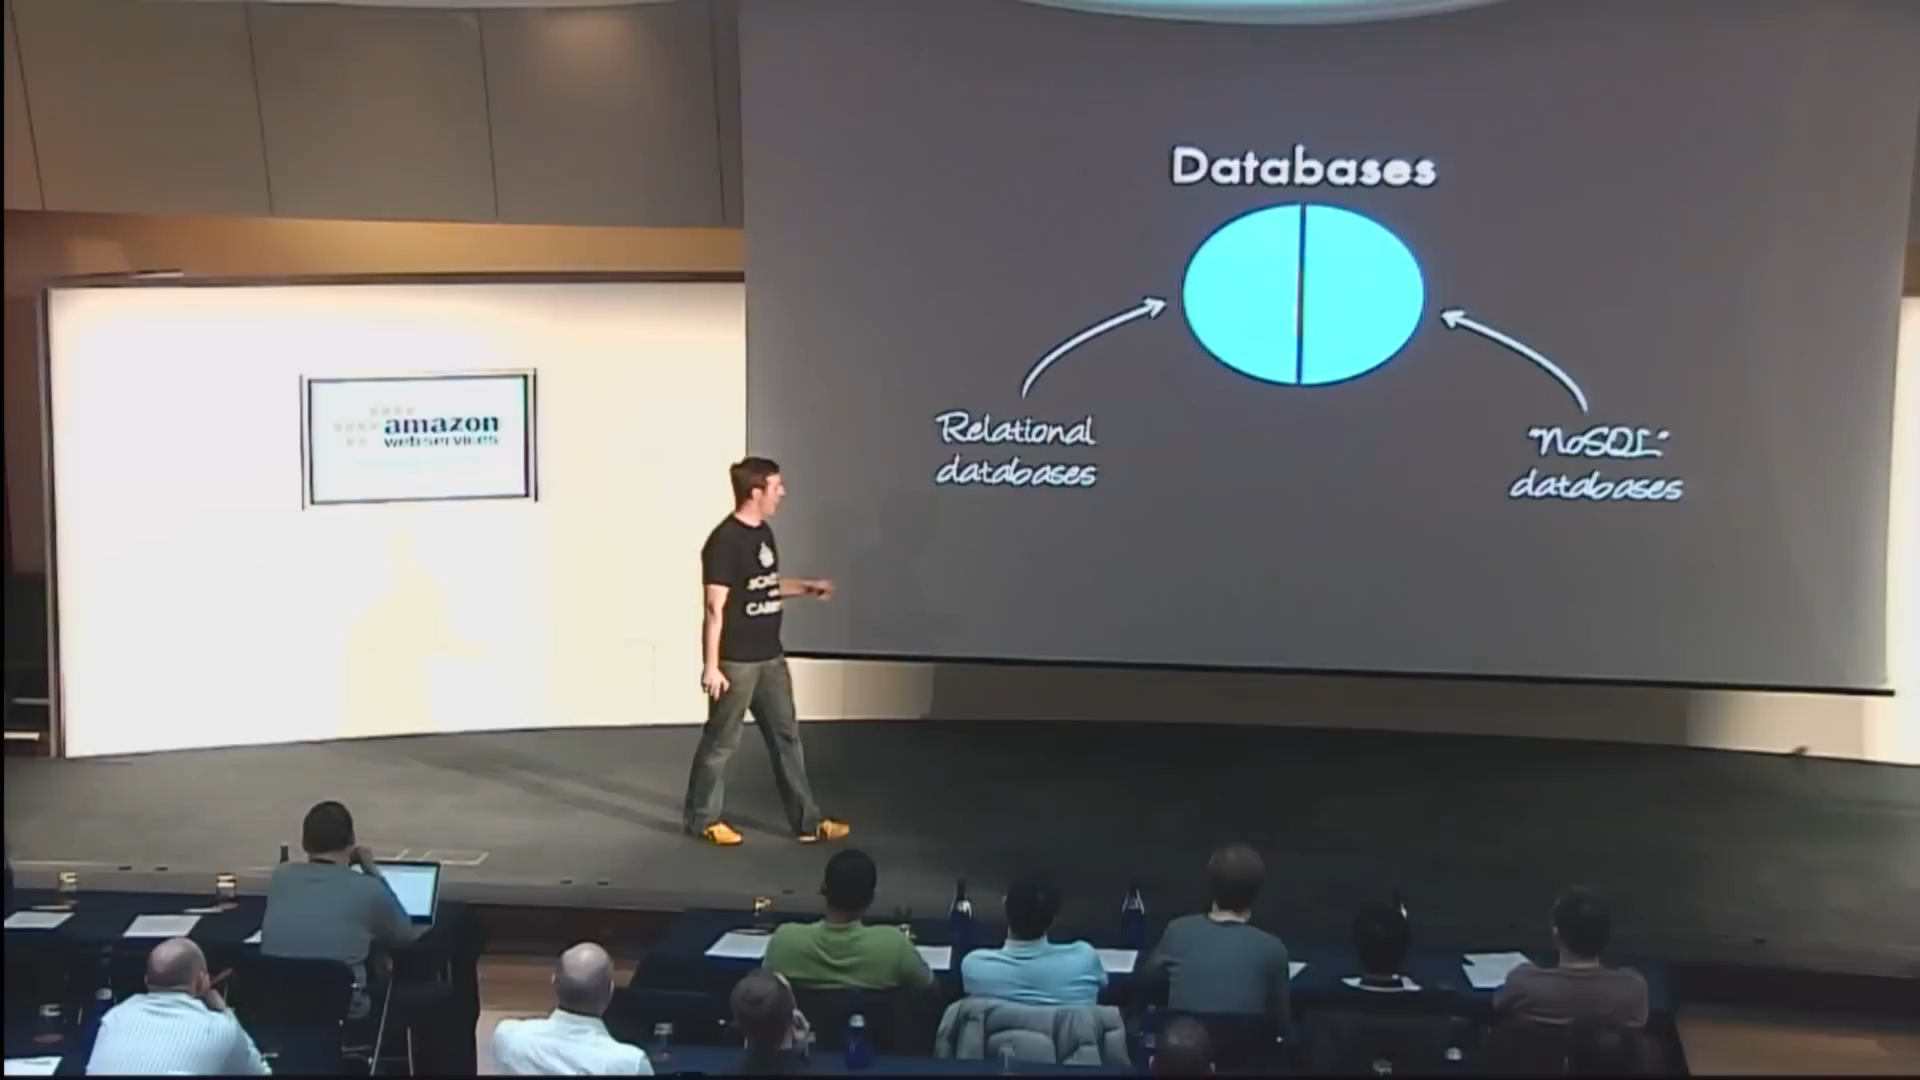 Databases
Relational
databases
"NoSQL"
databases
amazon
webservices